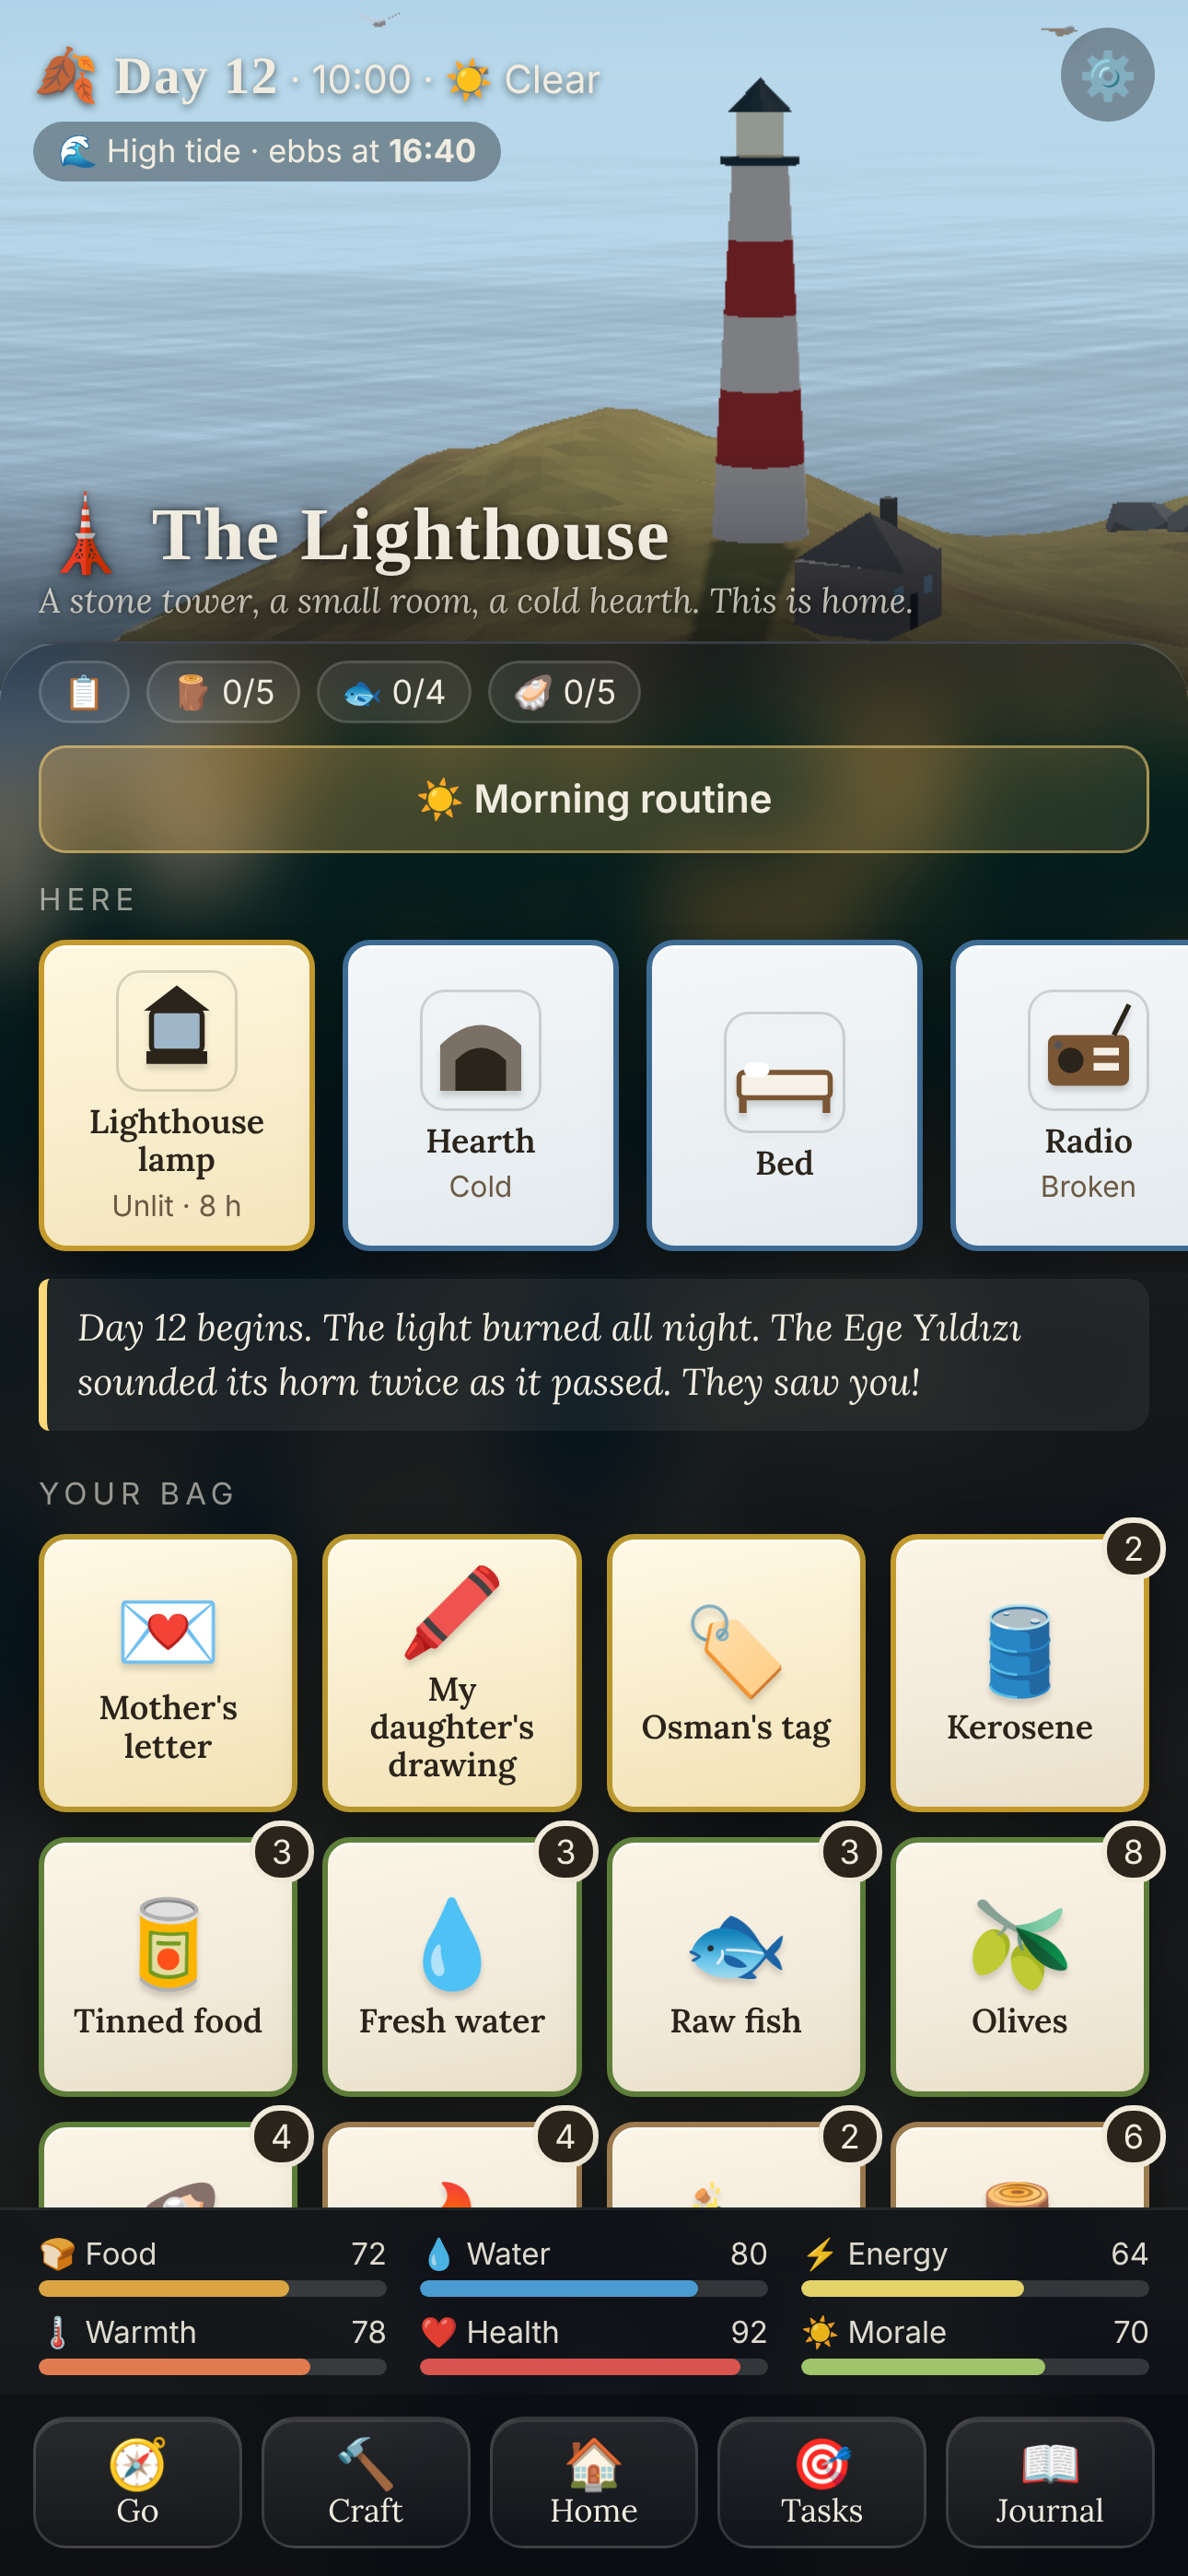 Day 12 · 10:00 · Clear
High tide · ebbs at 16:40
The Lighthouse
A stone tower, a small room, a cold hearth. This is home.
0/5
0/4
0/5
Morning routine
HERE
Lighthouse
lamp
Unlit · 8 h
Hearth
Cold
Bed
Radio
Broken
Day 12 begins. The light burned all night. The Ege Yıldızı
sounded its horn twice as it passed. They saw you!
YOUR BAG
Mother's
letter
My
daughter's
drawing
Osman's tag
2
Kerosene
3
Tinned food
3
Fresh water
3
Raw fish
8
Olives
4
4
2
6
Food 72
Water 80
Energy 64
Warmth 78
Health 92
Morale 70
Go
Craft
Home
Tasks
Journal